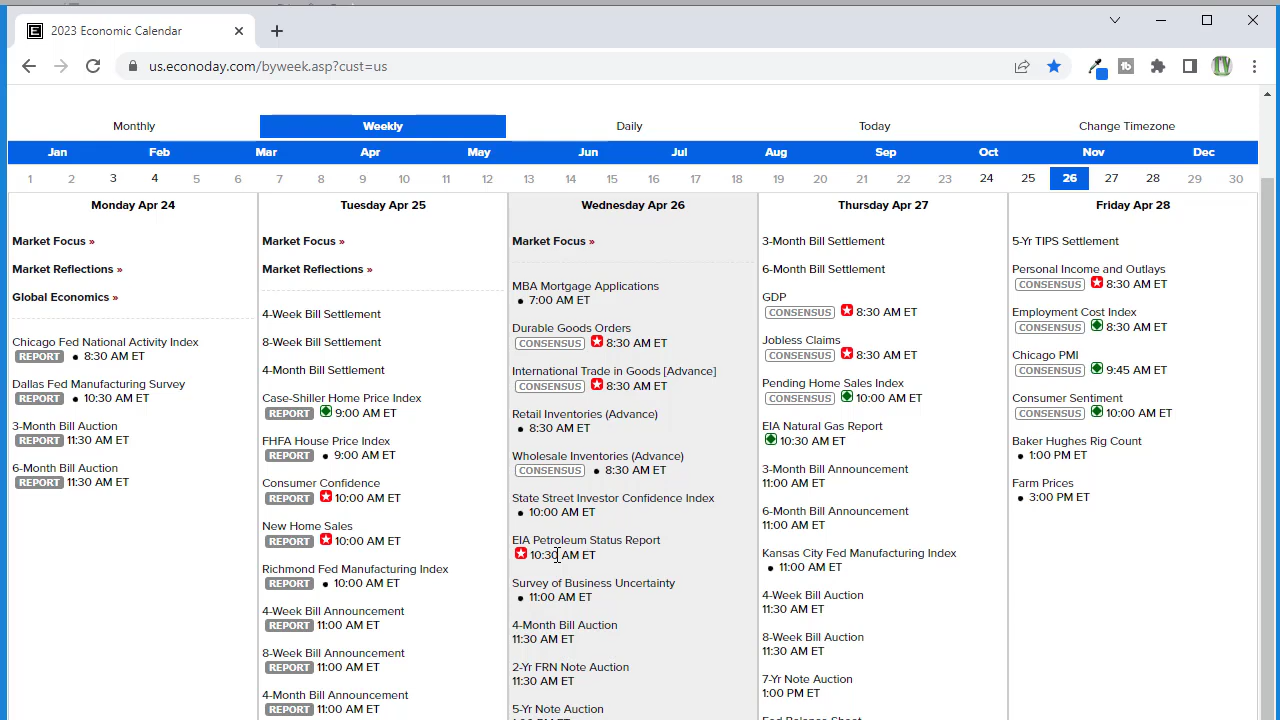 2023 Economic Calendar
us.econoday.com/byweek.asp?cust=us
Monthly Weekly Daily Today Change Timezone
Jan Feb Mar Apr May Jun Jul Aug Sep Oct Nov Dec
1 2 3 4 5 6 7 8 9 10 11 12 13 14 15 16 17 18 19 20 21 22 23 24 25 26 27 28 29 30
Monday Apr 24
Market Focus »
Market Reflections »
Global Economics »
Chicago Fed National Activity Index
REPORT • 8:30 AM ET
Dallas Fed Manufacturing Survey
REPORT • 10:30 AM ET
3-Month Bill Auction
REPORT 11:30 AM ET
6-Month Bill Auction
REPORT 11:30 AM ET
Tuesday Apr 25
Market Focus »
Market Reflections »
4-Week Bill Settlement
8-Week Bill Settlement
4-Month Bill Settlement
Case-Shiller Home Price Index
REPORT 9:00 AM ET
FHFA House Price Index
REPORT • 9:00 AM ET
Consumer Confidence
REPORT 10:00 AM ET
New Home Sales
REPORT 10:00 AM ET
Richmond Fed Manufacturing Index
REPORT • 10:00 AM ET
4-Week Bill Announcement
REPORT 11:00 AM ET
8-Week Bill Announcement
REPORT 11:00 AM ET
4-Month Bill Announcement
REPORT 11:00 AM ET
Wednesday Apr 26
Market Focus »
MBA Mortgage Applications
• 7:00 AM ET
Durable Goods Orders
CONSENSUS 8:30 AM ET
International Trade in Goods [Advance]
CONSENSUS 8:30 AM ET
Retail Inventories (Advance)
• 8:30 AM ET
Wholesale Inventories (Advance)
CONSENSUS • 8:30 AM ET
State Street Investor Confidence Index
• 10:00 AM ET
EIA Petroleum Status Report
10:30 AM ET
Survey of Business Uncertainty
• 11:00 AM ET
4-Month Bill Auction
11:30 AM ET
2-Yr FRN Note Auction
11:30 AM ET
5-Yr Note Auction
Thursday Apr 27
3-Month Bill Settlement
6-Month Bill Settlement
GDP
CONSENSUS 8:30 AM ET
Jobless Claims
CONSENSUS 8:30 AM ET
Pending Home Sales Index
CONSENSUS 10:00 AM ET
EIA Natural Gas Report
10:30 AM ET
3-Month Bill Announcement
11:00 AM ET
6-Month Bill Announcement
11:00 AM ET
Kansas City Fed Manufacturing Index
• 11:00 AM ET
4-Week Bill Auction
11:30 AM ET
8-Week Bill Auction
11:30 AM ET
7-Yr Note Auction
1:00 PM ET
Friday Apr 28
5-Yr TIPS Settlement
Personal Income and Outlays
CONSENSUS 8:30 AM ET
Employment Cost Index
CONSENSUS 8:30 AM ET
Chicago PMI
CONSENSUS 9:45 AM ET
Consumer Sentiment
CONSENSUS 10:00 AM ET
Baker Hughes Rig Count
• 1:00 PM ET
Farm Prices
• 3:00 PM ET